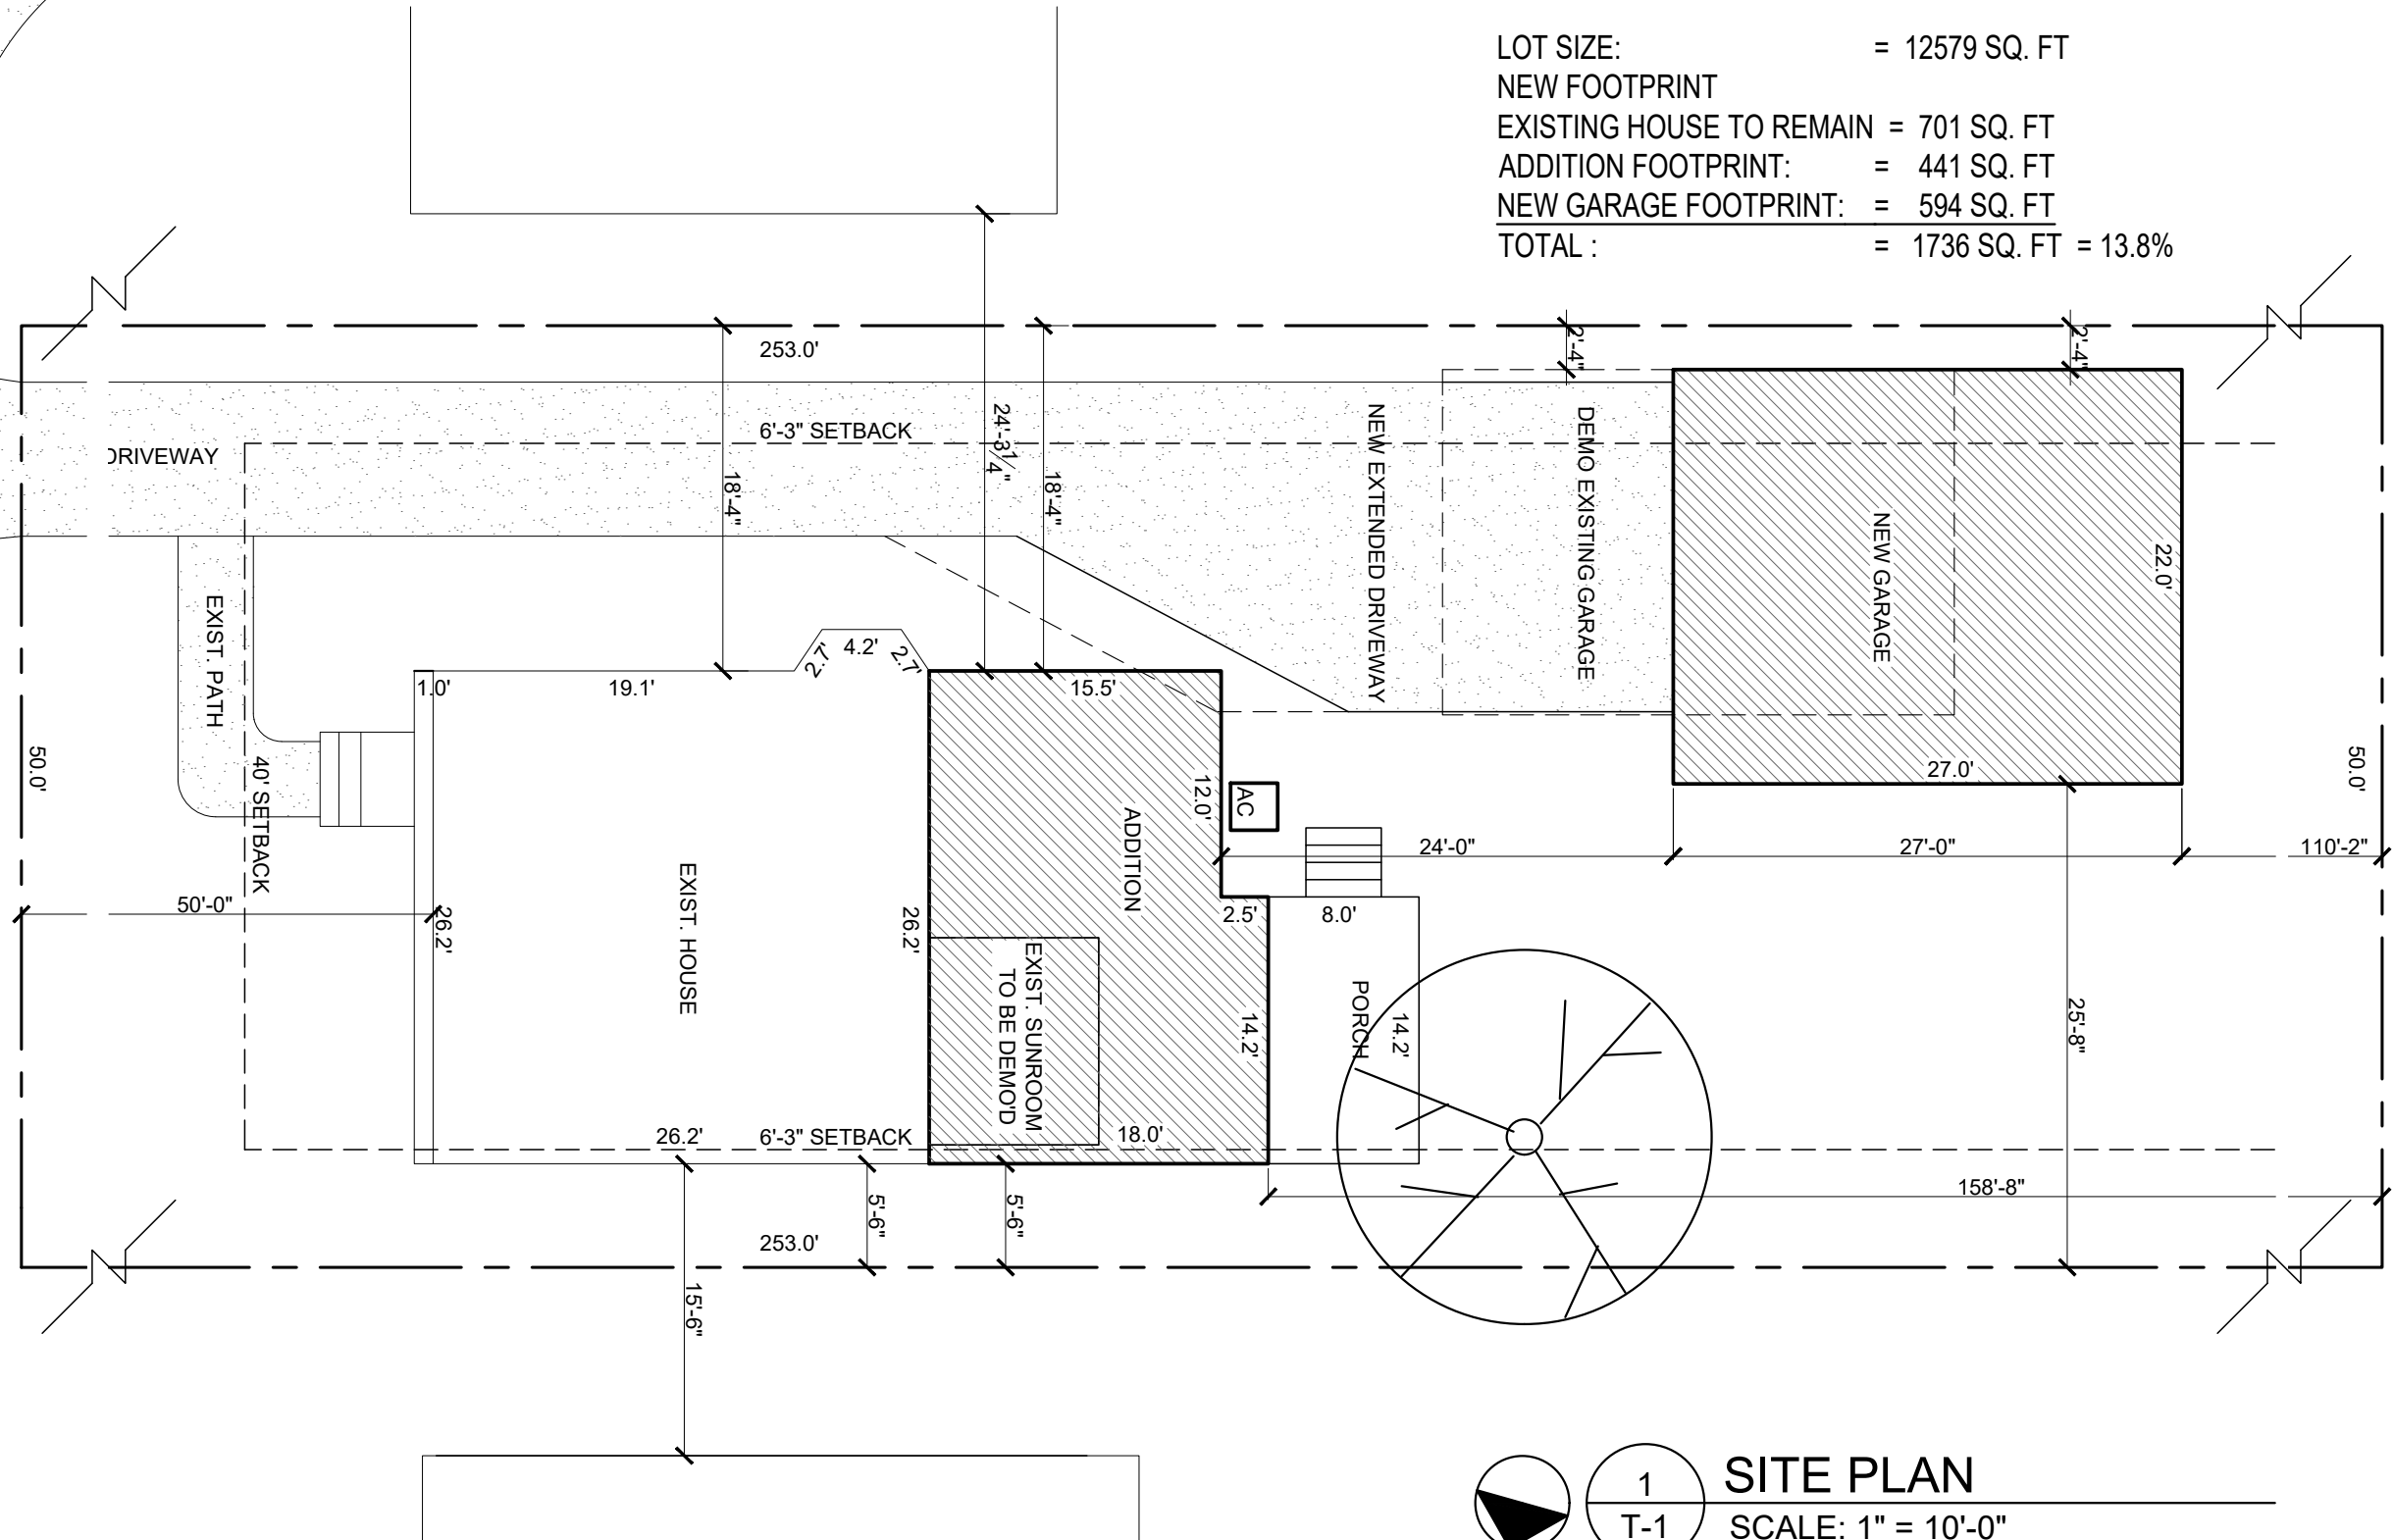 LOT SIZE: = 12579 SQ. FT
NEW FOOTPRINT
EXISTING HOUSE TO REMAIN = 701 SQ. FT
ADDITION FOOTPRINT: = 441 SQ. FT
NEW GARAGE FOOTPRINT: = 594 SQ. FT
TOTAL : = 1736 SQ. FT = 13.8%
253.0'
2'-4"
2'-4"
6'-3" SETBACK
DRIVEWAY
18'-4"
24'-3 1/4"
18'-4"
NEW EXTENDED DRIVEWAY
DEMO EXISTING GARAGE
NEW GARAGE
22.0'
27.0'
EXIST. PATH
2.7'
4.2'
2.7'
1.0'
19.1'
15.5'
50.0'
40' SETBACK
12.0'
AC
ADDITION
50.0'
24'-0"
27'-0"
110'-2"
50'-0"
26.2'
EXIST. HOUSE
26.2'
2.5'
8.0'
EXIST. SUNROOM
TO BE DEMO'D
14.2'
PORCH
14.2'
25'-8"
26.2'
6'-3" SETBACK
18.0'
158'-8"
5'-6"
5'-6"
253.0'
15'-6"
1
T-1
SITE PLAN
SCALE: 1" = 10'-0"